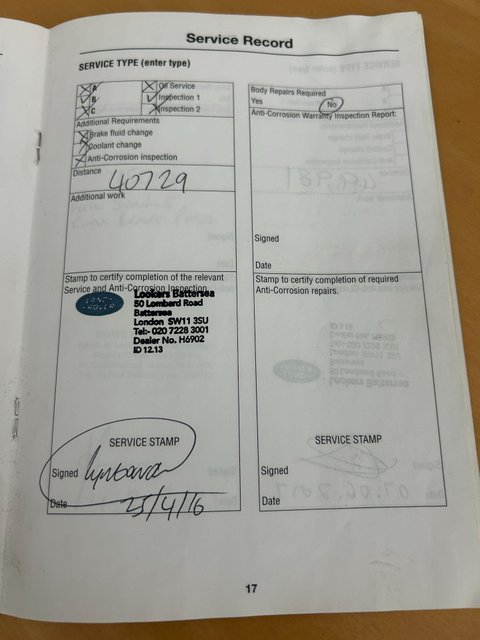 Service Record
SERVICE TYPE (enter type)
A
B
C
Oil Service
Inspection 1
Inspection 2
Additional Requirements
Brake fluid change
Coolant change
Anti-Corrosion inspection
Distance
40729
Additional work
Stamp to certify completion of the relevant
Service and Anti-Corrosion Inspection.
LAND-
ROVER
Lookers Battersea
50 Lombard Road
Battersea
London SW11 3SU
Tel:- 020 7228 3001
Dealer No. H6902
ID 12.13
SERVICE STAMP
Signed
Date 25/4/16
Body Repairs Required
Yes No
Anti-Corrosion Warranty Inspection Report:
Signed
Date
Stamp to certify completion of required
Anti-Corrosion repairs.
SERVICE STAMP
Signed
Date
17